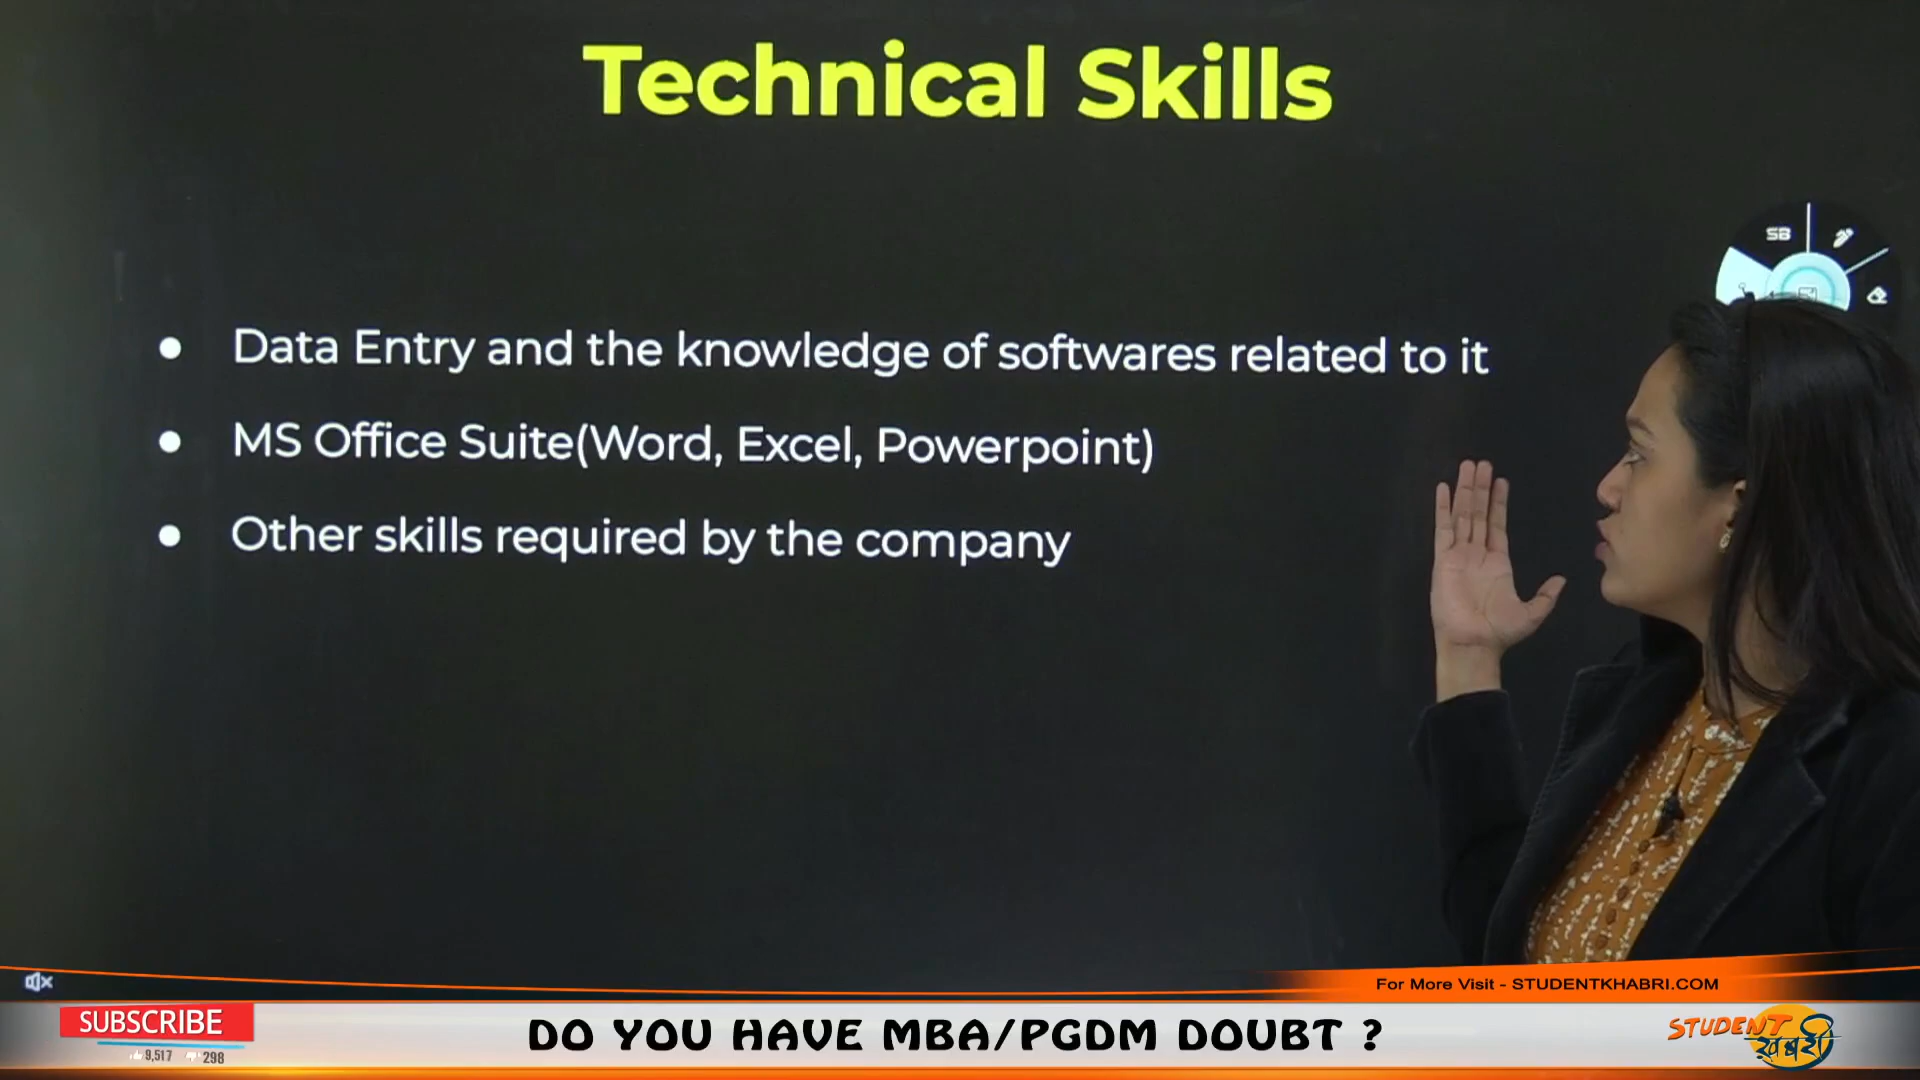 Technical Skills
SB
● Data Entry and the knowledge of softwares related to it
● MS Office Suite(Word, Excel, Powerpoint)
● Other skills required by the company
For More Visit - STUDENTKHABRI.COM
SUBSCRIBE
9,517 298
DO YOU HAVE MBA/PGDM DOUBT ?
STUDENT
ख़बरी